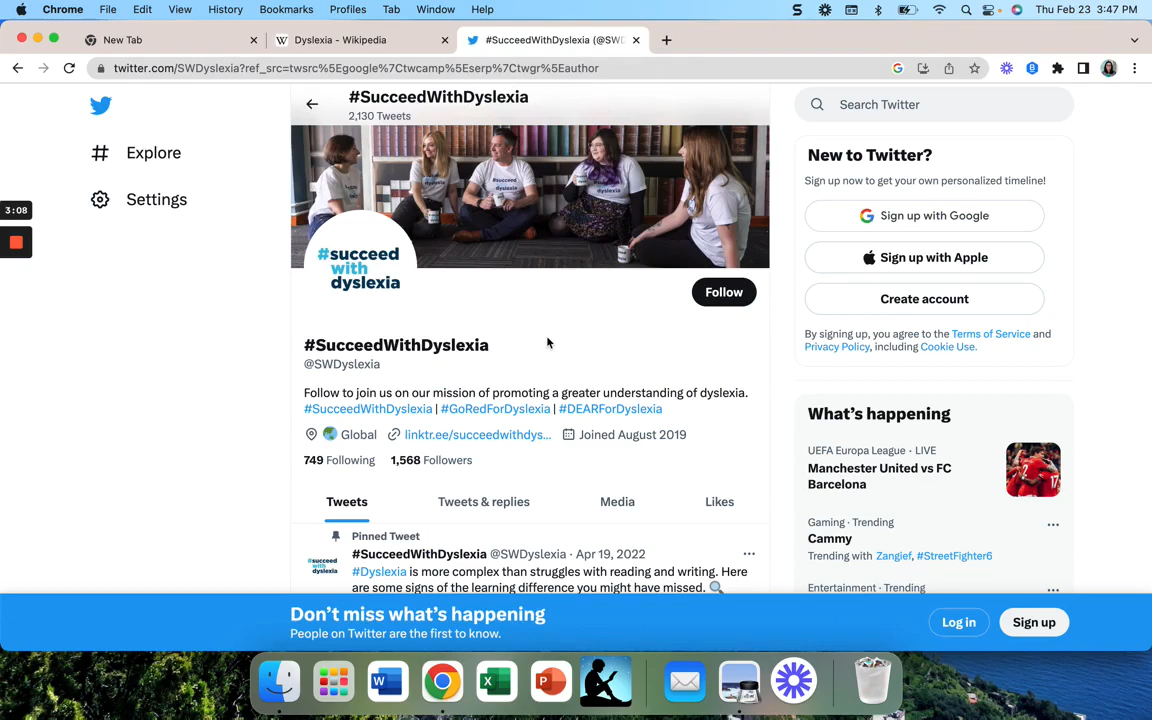 Chrome File Edit View History Bookmarks Profiles Tab Window Help Thu Feb 23 3:47 PM
New Tab
W Dyslexia - Wikipedia
#SucceedWithDyslexia (@SWD
twitter.com/SWDyslexia?ref_src=twsrc%5Egoogle%7Ctwcamp%5Eserp%7Ctwgr%5Eauthor
3:08
Explore
Settings
#SucceedWithDyslexia
2,130 Tweets
#succeed
with
dyslexia
Follow
#SucceedWithDyslexia
@SWDyslexia
Follow to join us on our mission of promoting a greater understanding of dyslexia.
#SucceedWithDyslexia | #GoRedForDyslexia | #DEARForDyslexia
Global linktr.ee/succeedwithdys... Joined August 2019
749 Following 1,568 Followers
Tweets Tweets & replies Media Likes
Pinned Tweet
#SucceedWithDyslexia @SWDyslexia · Apr 19, 2022
#Dyslexia is more complex than struggles with reading and writing. Here
are some signs of the learning difference you might have missed.
Search Twitter
New to Twitter?
Sign up now to get your own personalized timeline!
Sign up with Google
Sign up with Apple
Create account
By signing up, you agree to the Terms of Service and
Privacy Policy, including Cookie Use.
What's happening
UEFA Europa League · LIVE
Manchester United vs FC
Barcelona
Gaming · Trending
Cammy
Trending with Zangief, #StreetFighter6
Entertainment · Trending
Don't miss what's happening
People on Twitter are the first to know.
Log in
Sign up
W X P